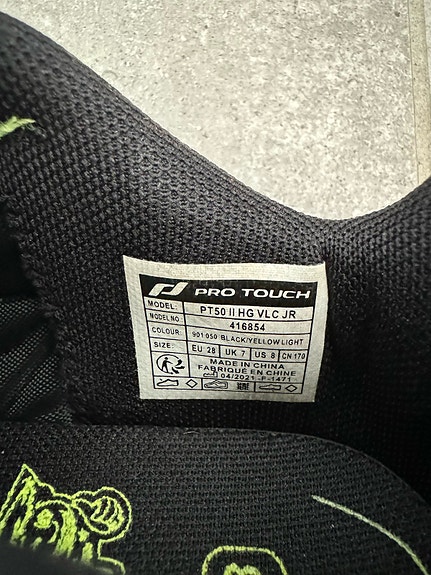 PRO TOUCH
MODEL: PT50 II HG VLC JR
MODEL NO: 416854
COLOUR: 901 050 BLACK/YELLOW LIGHT
SIZE: EU 28 UK 7 US 8 CN 170
MADE IN CHINA
FABRIQUÉ EN CHINE
04/2021 -F-1471